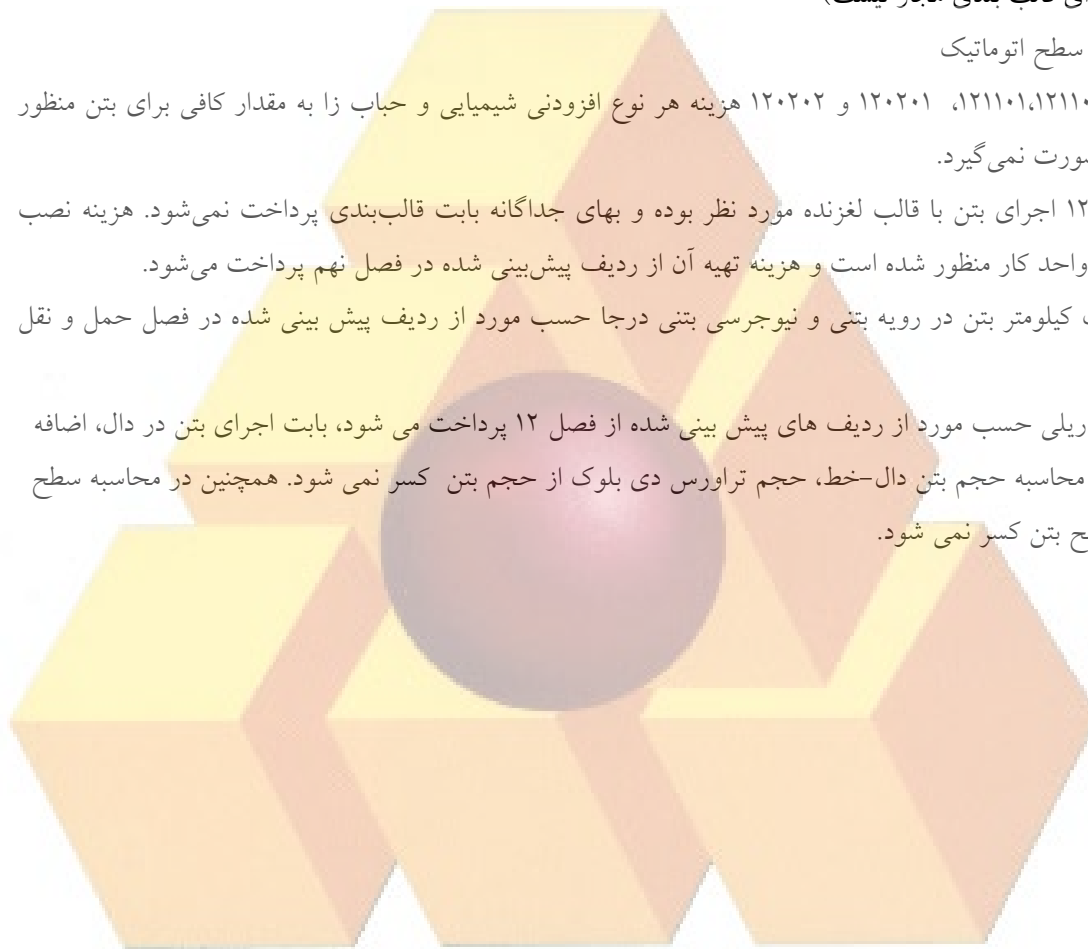 قالب بندی مجاز نیست)
سطح اتوماتیک
۱۲۱۱۰۱، ۱۲۰۲۰۱ و ۱۲۰۲۰۲ هزینه هر نوع افزودنی شیمیایی و حباب زا به مقدار کافی برای بتن منظور
صورت نمی‌گیرد.
اجرای بتن با قالب لغزنده مورد نظر بوده و بهای جداگانه بابت قالب‌بندی پرداخت نمی‌شود. هزینه نصب
واحد کار منظور شده است و هزینه تهیه آن از ردیف پیش‌بینی شده در فصل نهم پرداخت می‌شود.
کیلومتر بتن در رویه بتنی و نیوجرسی بتنی درجا حسب مورد از ردیف پیش بینی شده در فصل حمل و نقل
ریلی حسب مورد از ردیف های پیش بینی شده از فصل ۱۲ پرداخت می شود، بابت اجرای بتن در دال، اضافه
محاسبه حجم بتن دال-خط، حجم تراورس دی بلوک از حجم بتن کسر نمی شود. همچنین در محاسبه سطح
بتن کسر نمی شود.